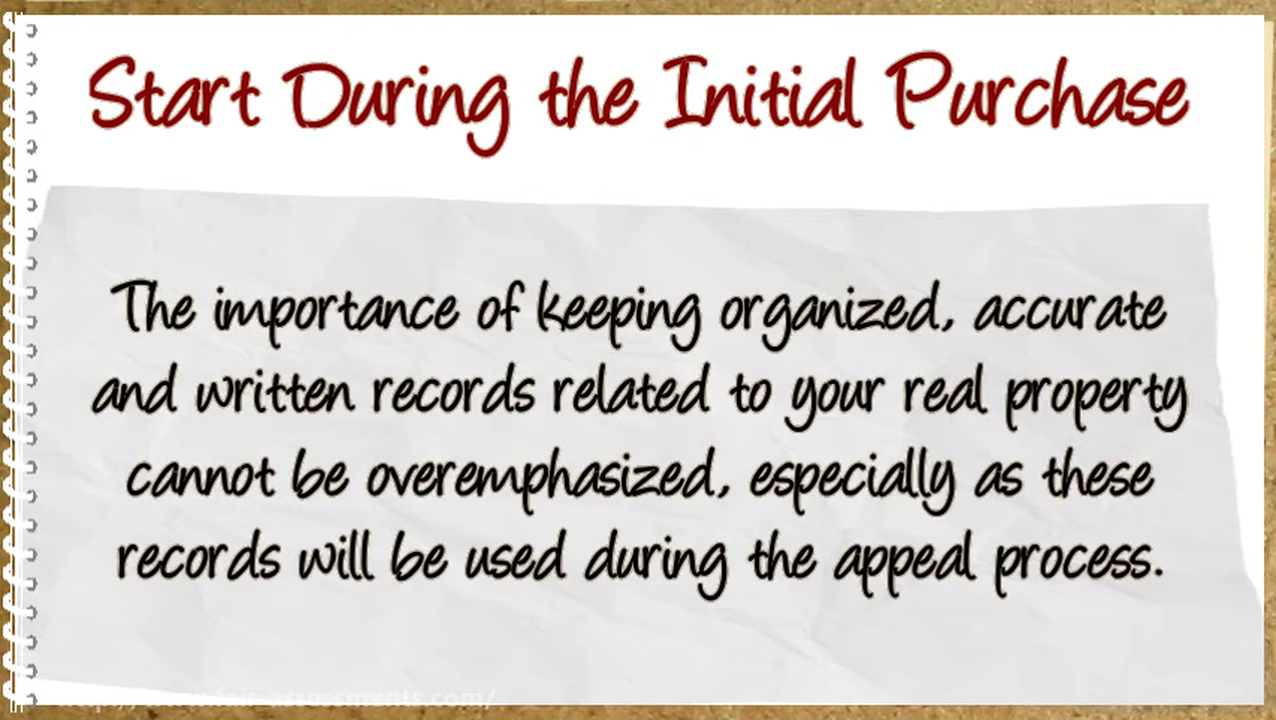 Start During the Initial Purchase
The importance of keeping organized, accurate
and written records related to your real property
cannot be overemphasized, especially as these
records will be used during the appeal process.